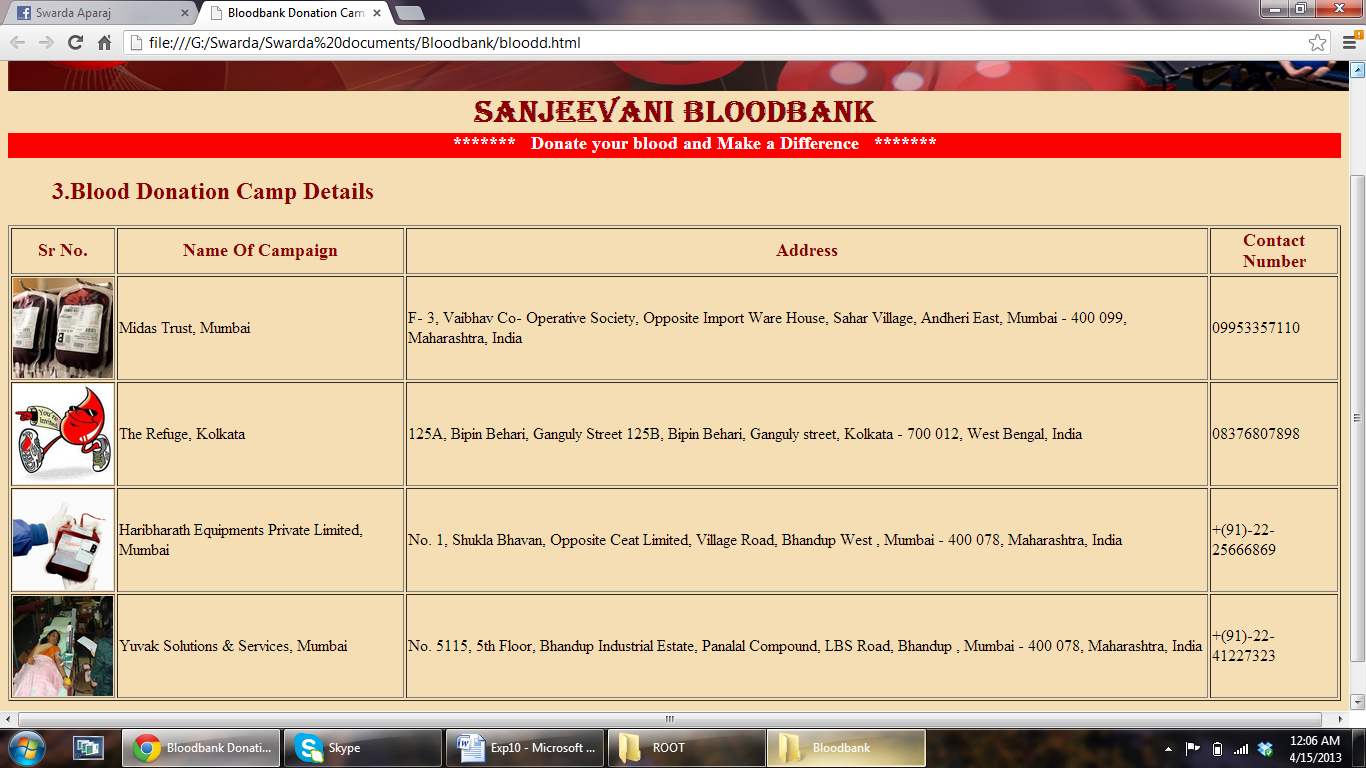 Swarda Aparaj
Bloodbank Donation Cam
file:///G:/Swarda/Swarda%20documents/Bloodbank/bloodd.html
SANJEEVANI BLOODBANK
******* Donate your blood and Make a Difference *******
3.Blood Donation Camp Details
Sr No.
Name Of Campaign
Address
Contact
Number
Midas Trust, Mumbai
F- 3, Vaibhav Co- Operative Society, Opposite Import Ware House, Sahar Village, Andheri East, Mumbai - 400 099,
Maharashtra, India
09953357110
You're
Invited
The Refuge, Kolkata
125A, Bipin Behari, Ganguly Street 125B, Bipin Behari, Ganguly street, Kolkata - 700 012, West Bengal, India
08376807898
Haribharath Equipments Private Limited,
Mumbai
No. 1, Shukla Bhavan, Opposite Ceat Limited, Village Road, Bhandup West , Mumbai - 400 078, Maharashtra, India
+(91)-22-
25666869
Yuvak Solutions & Services, Mumbai
No. 5115, 5th Floor, Bhandup Industrial Estate, Panalal Compound, LBS Road, Bhandup , Mumbai - 400 078, Maharashtra, India
+(91)-22-
41227323
Bloodbank Donati...
Skype
Exp10 - Microsoft ...
ROOT
Bloodbank
12:06 AM
4/15/2013